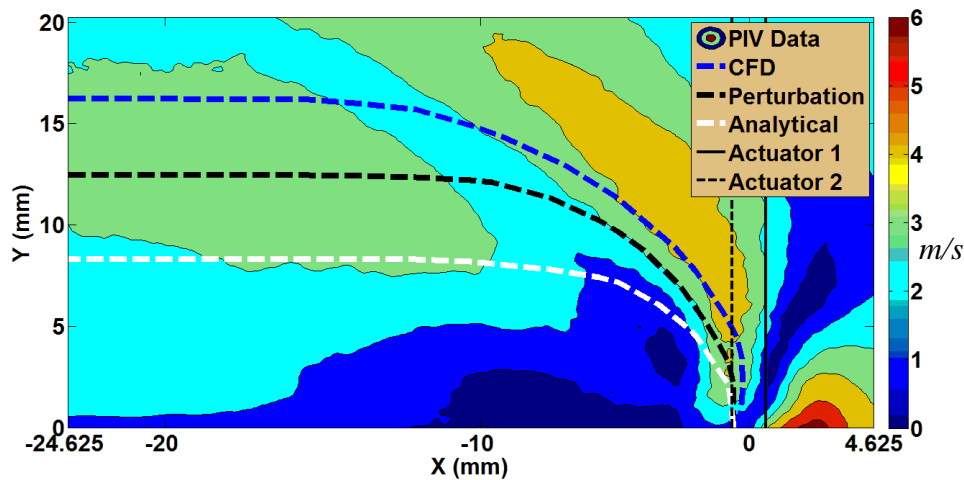 20
15
10
5
0
Y (mm)
-24.625
-20
-10
0
4.625
X (mm)
PIV Data
CFD
Perturbation
Analytical
Actuator 1
Actuator 2
6
5
4
3
2
1
0
m/s